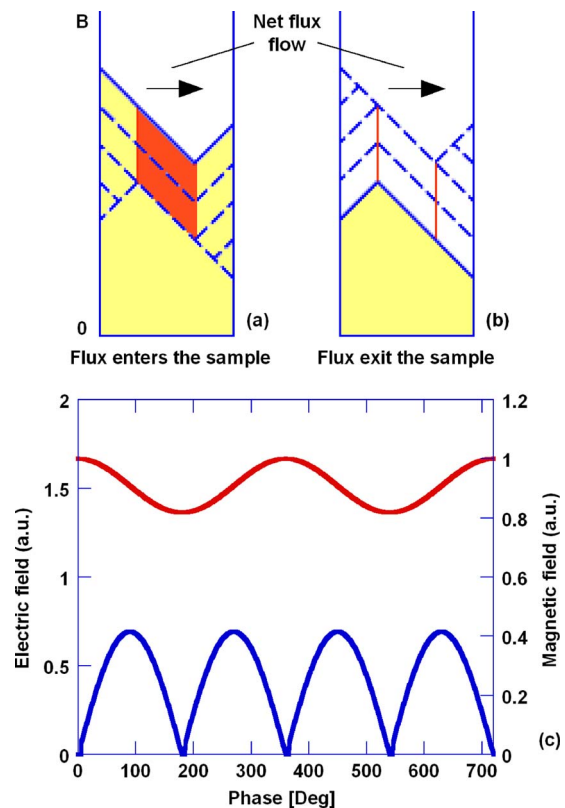 B
Net flux
flow
0
(a)
(b)
Flux enters the sample
Flux exit the sample
2
1.5
1
0.5
0
Electric field (a.u.)
1.2
1
0.8
0.6
0.4
0.2
0
Magnetic field (a.u.)
(c)
0 100 200 300 400 500 600 700
Phase [Deg]